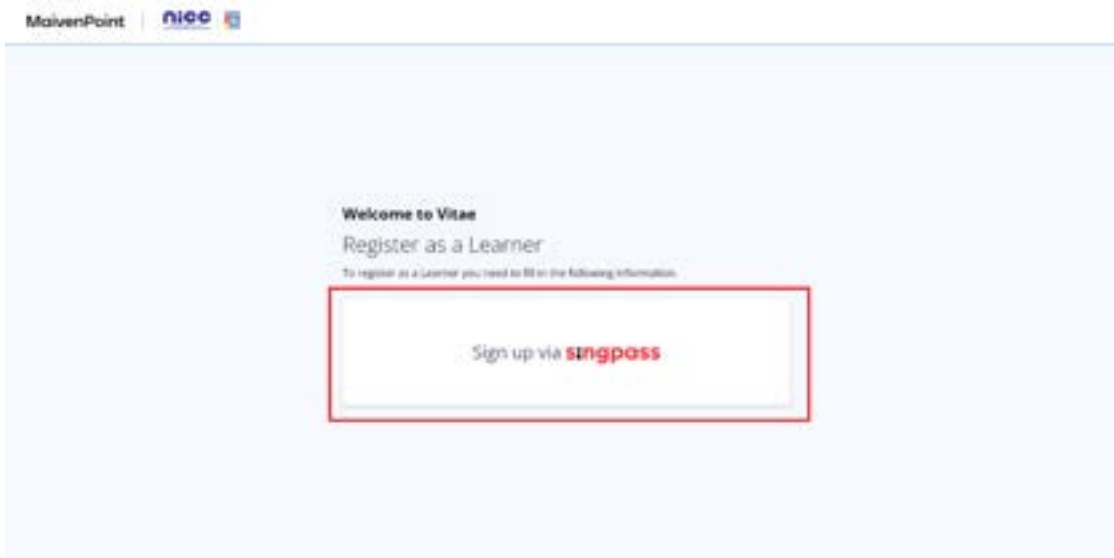 MaivenPoint niec
Welcome to Vitae
Register as a Learner
To register as a Learner you need to fill in the following information.
Sign up via singpass